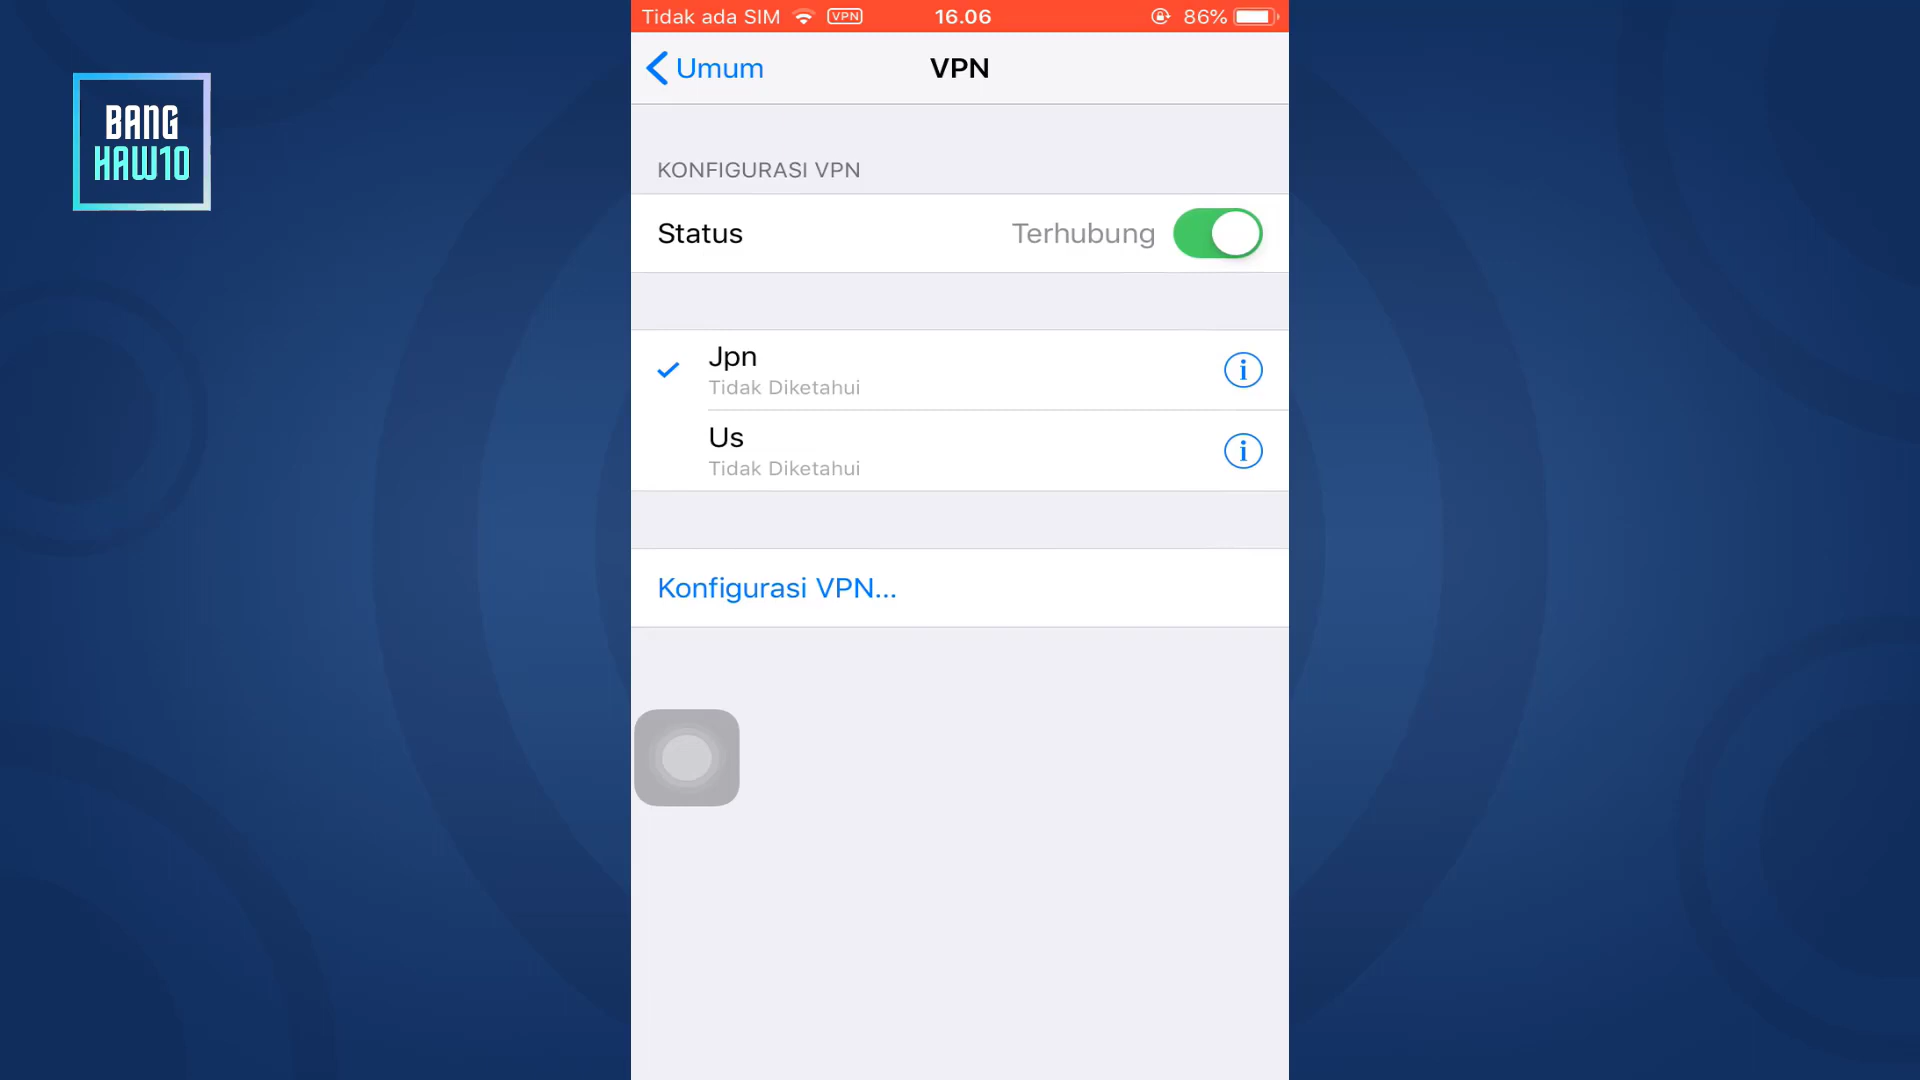 Tidak ada SIM VPN 16.06 86%
BANG
HAW10
Umum VPN
KONFIGURASI VPN
Status Terhubung
Jpn
Tidak Diketahui
Us
Tidak Diketahui
Konfigurasi VPN...